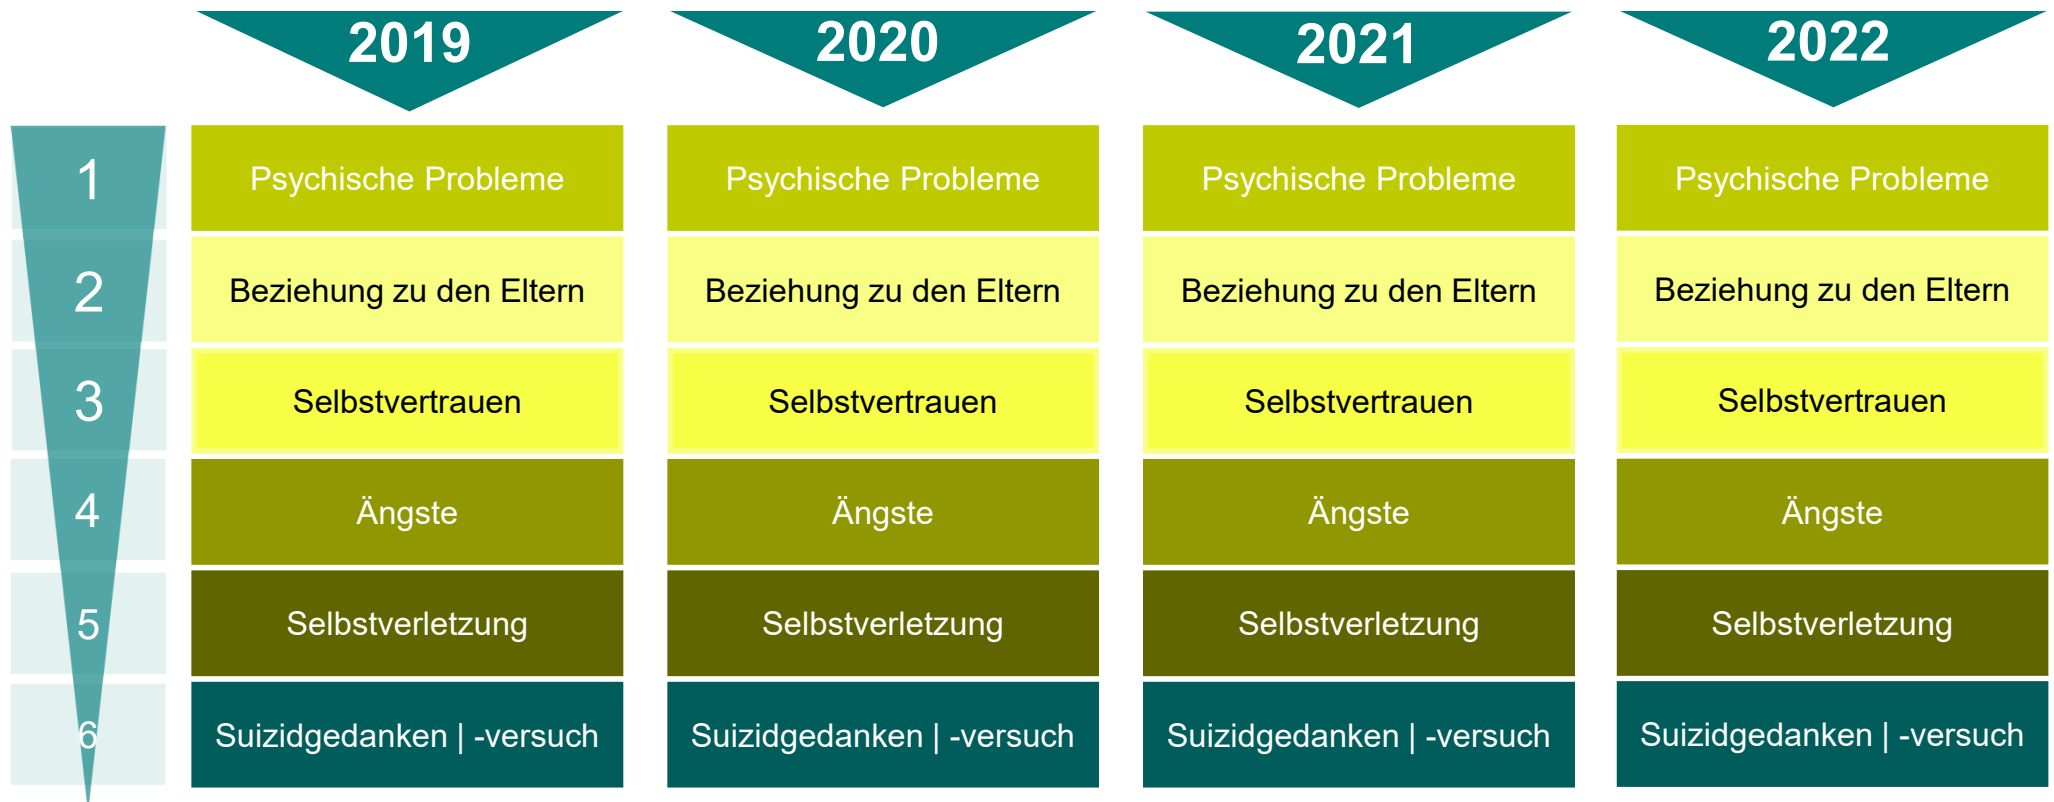 2019 2020 2021 2022
1 Psychische Probleme Psychische Probleme Psychische Probleme Psychische Probleme
2 Beziehung zu den Eltern Beziehung zu den Eltern Beziehung zu den Eltern Beziehung zu den Eltern
3 Selbstvertrauen Selbstvertrauen Selbstvertrauen Selbstvertrauen
4 Ängste Ängste Ängste Ängste
5 Selbstverletzung Selbstverletzung Selbstverletzung Selbstverletzung
6 Suizidgedanken | -versuch Suizidgedanken | -versuch Suizidgedanken | -versuch Suizidgedanken | -versuch